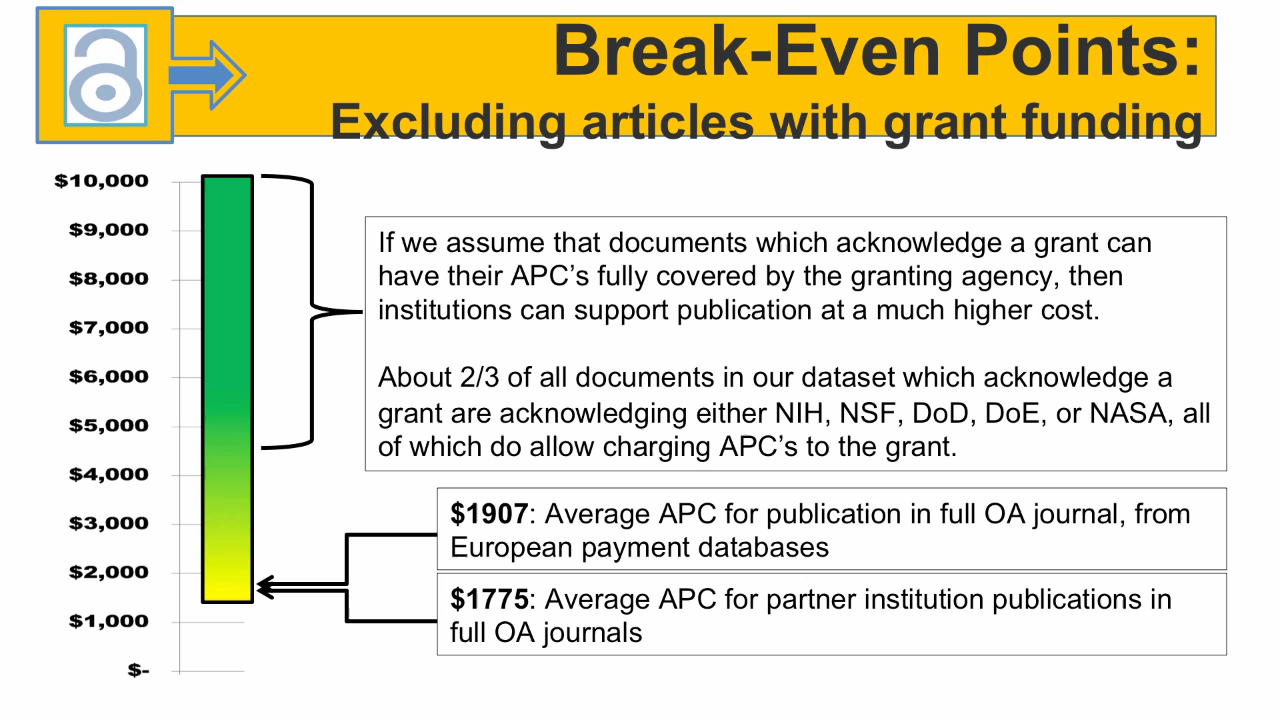 Break-Even Points:
Excluding articles with grant funding
$10,000
$9,000
$8,000
$7,000
$6,000
$5,000
$4,000
$3,000
$2,000
$1,000
$-
If we assume that documents which acknowledge a grant can
have their APC’s fully covered by the granting agency, then
institutions can support publication at a much higher cost.
About 2/3 of all documents in our dataset which acknowledge a
grant are acknowledging either NIH, NSF, DoD, DoE, or NASA, all
of which do allow charging APC’s to the grant.
$1907: Average APC for publication in full OA journal, from
European payment databases
$1775: Average APC for partner institution publications in
full OA journals